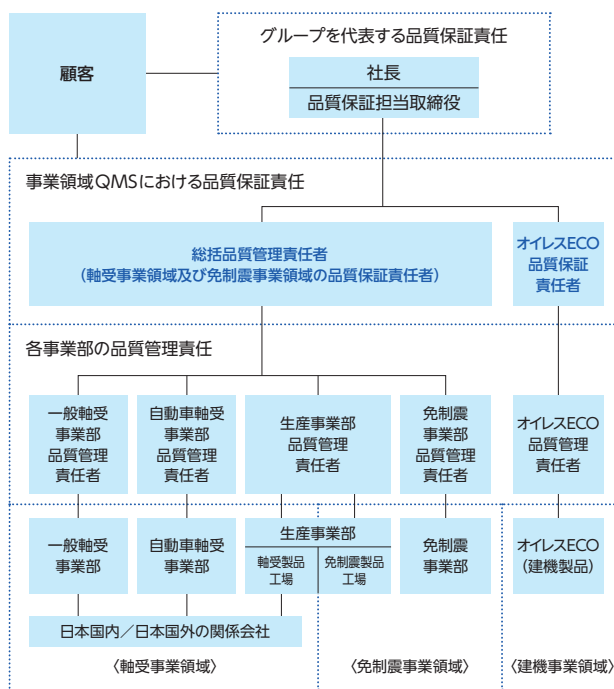 グループを代表する品質保証責任
顧客
社長
品質保証担当取締役
事業領域QMSにおける品質保証責任
総括品質管理責任者
（軸受事業領域及び免制震事業領域の品質保証責任者）
オイレスECO
品質保証
責任者
各事業部の品質管理責任
一般軸受
事業部
品質管理
責任者
自動車軸受
事業部
品質管理
責任者
生産事業部
品質管理
責任者
免制震
事業部
品質管理
責任者
オイレスECO
品質管理
責任者
一般軸受
事業部
自動車軸受
事業部
生産事業部
軸受製品
工場
免制震製品
工場
免制震
事業部
オイレスECO
（建機製品）
日本国内／日本国外の関係会社
〈軸受事業領域〉
〈免制震事業領域〉
〈建機事業領域〉